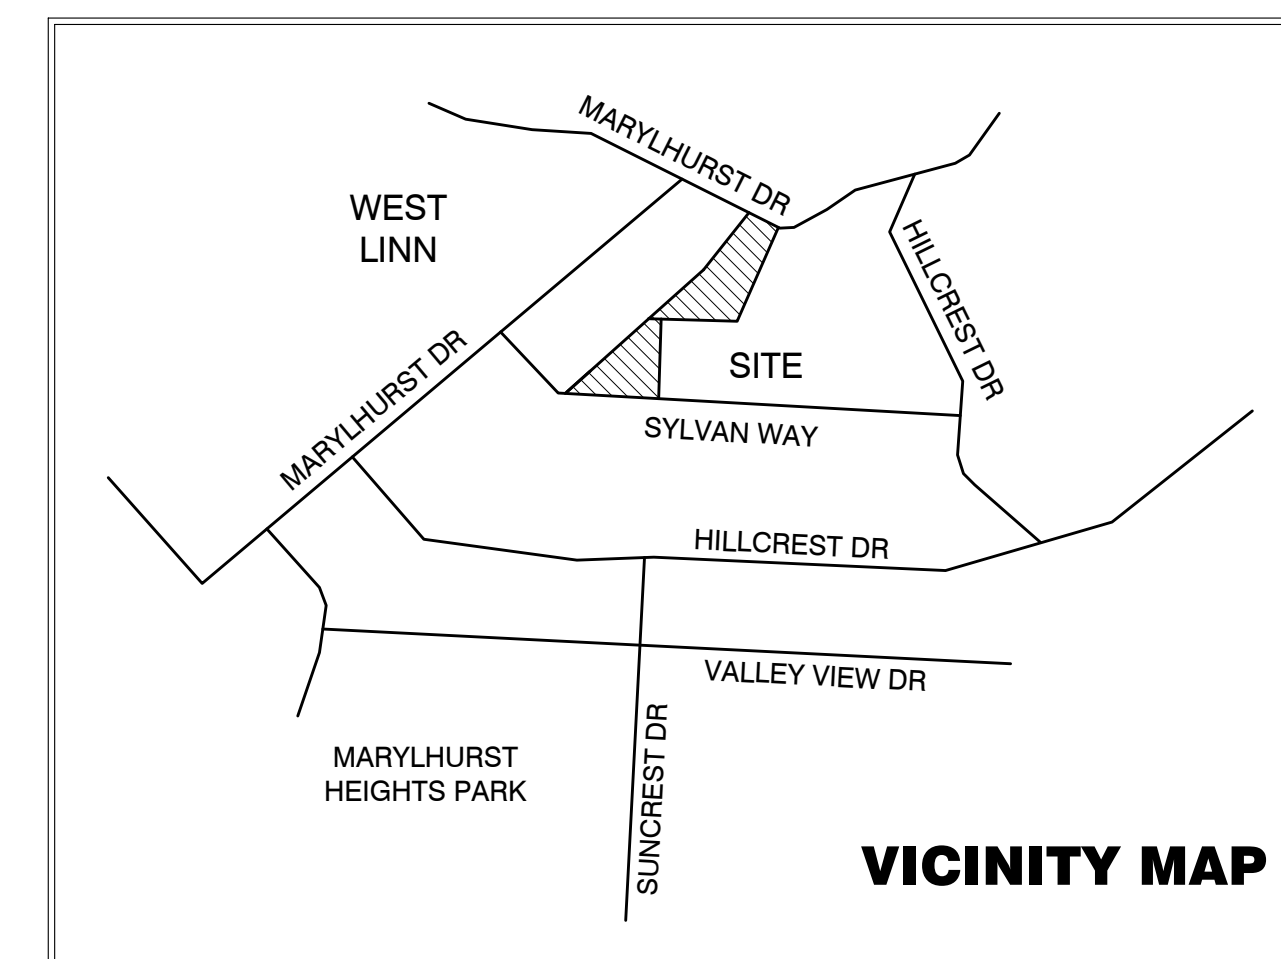 MARYLHURST DR
WEST
LINN
HILLCREST DR
MARYLHURST DR
SITE
SYLVAN WAY
HILLCREST DR
VALLEY VIEW DR
SUNCREST DR
MARYLHURST
HEIGHTS PARK
VICINITY MAP